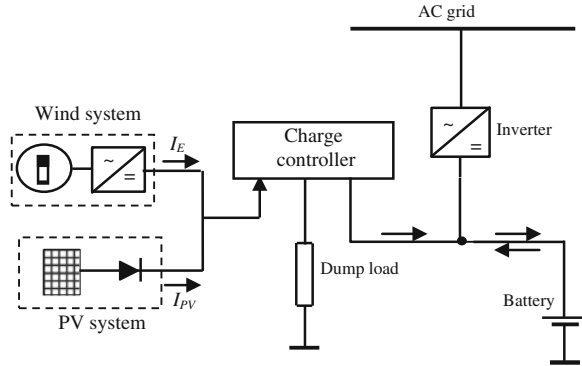 AC grid
Wind system
I_E
~
=
Charge
controller
~
=
Inverter
Dump load
I_PV
PV system
Battery